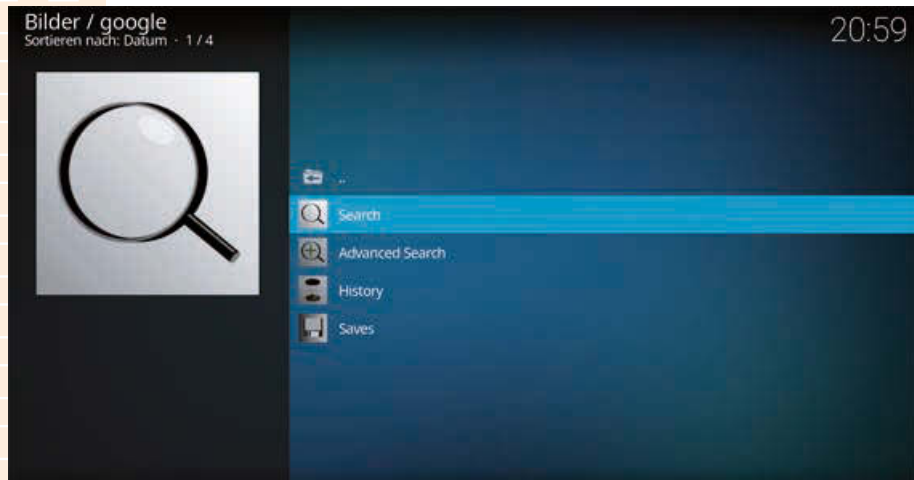 Bilder / google
Sortieren nach: Datum · 1 / 4
20:59
..
Search
Advanced Search
History
Saves